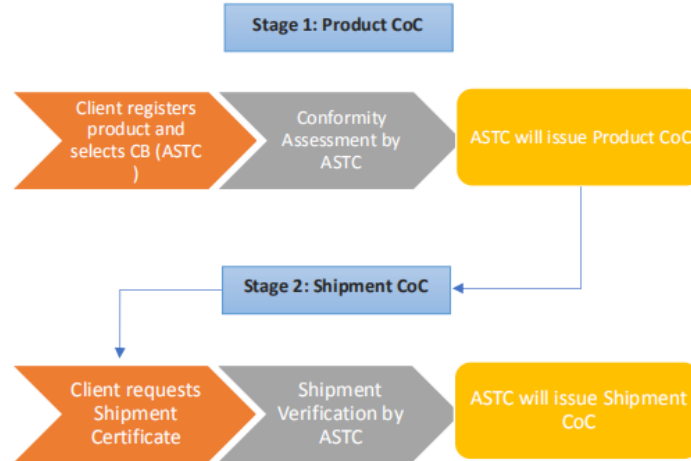 Stage 1: Product CoC
Client registers
product and
selects CB (ASTC
)
Conformity
Assessment by
ASTC
ASTC will issue Product CoC
Stage 2: Shipment CoC
Client requests
Shipment
Certificate
Shipment
Verification by
ASTC
ASTC will issue Shipment
CoC